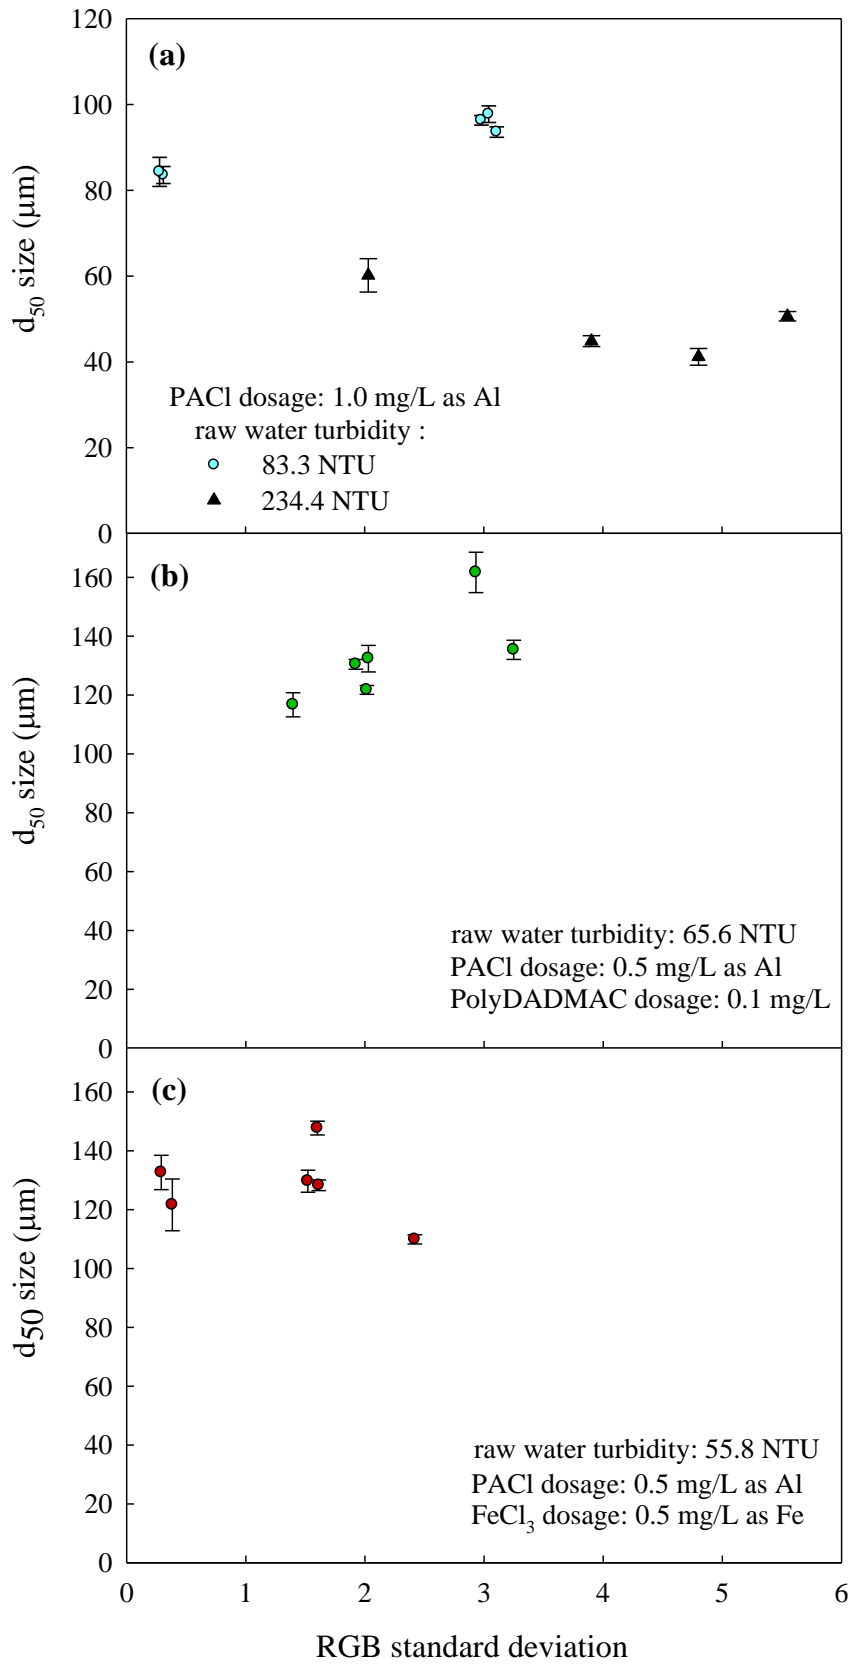 120
(a)
100
80
60
40
20
0
d50 size (μm)
PACl dosage: 1.0 mg/L as Al
raw water turbidity :
83.3 NTU
234.4 NTU
(b)
160
140
120
100
80
60
40
20
0
d50 size (μm)
raw water turbidity: 65.6 NTU
PACl dosage: 0.5 mg/L as Al
PolyDADMAC dosage: 0.1 mg/L
(c)
160
140
120
100
80
60
40
20
0
d50 size (μm)
raw water turbidity: 55.8 NTU
PACl dosage: 0.5 mg/L as Al
FeCl3 dosage: 0.5 mg/L as Fe
0 1 2 3 4 5 6
RGB standard deviation